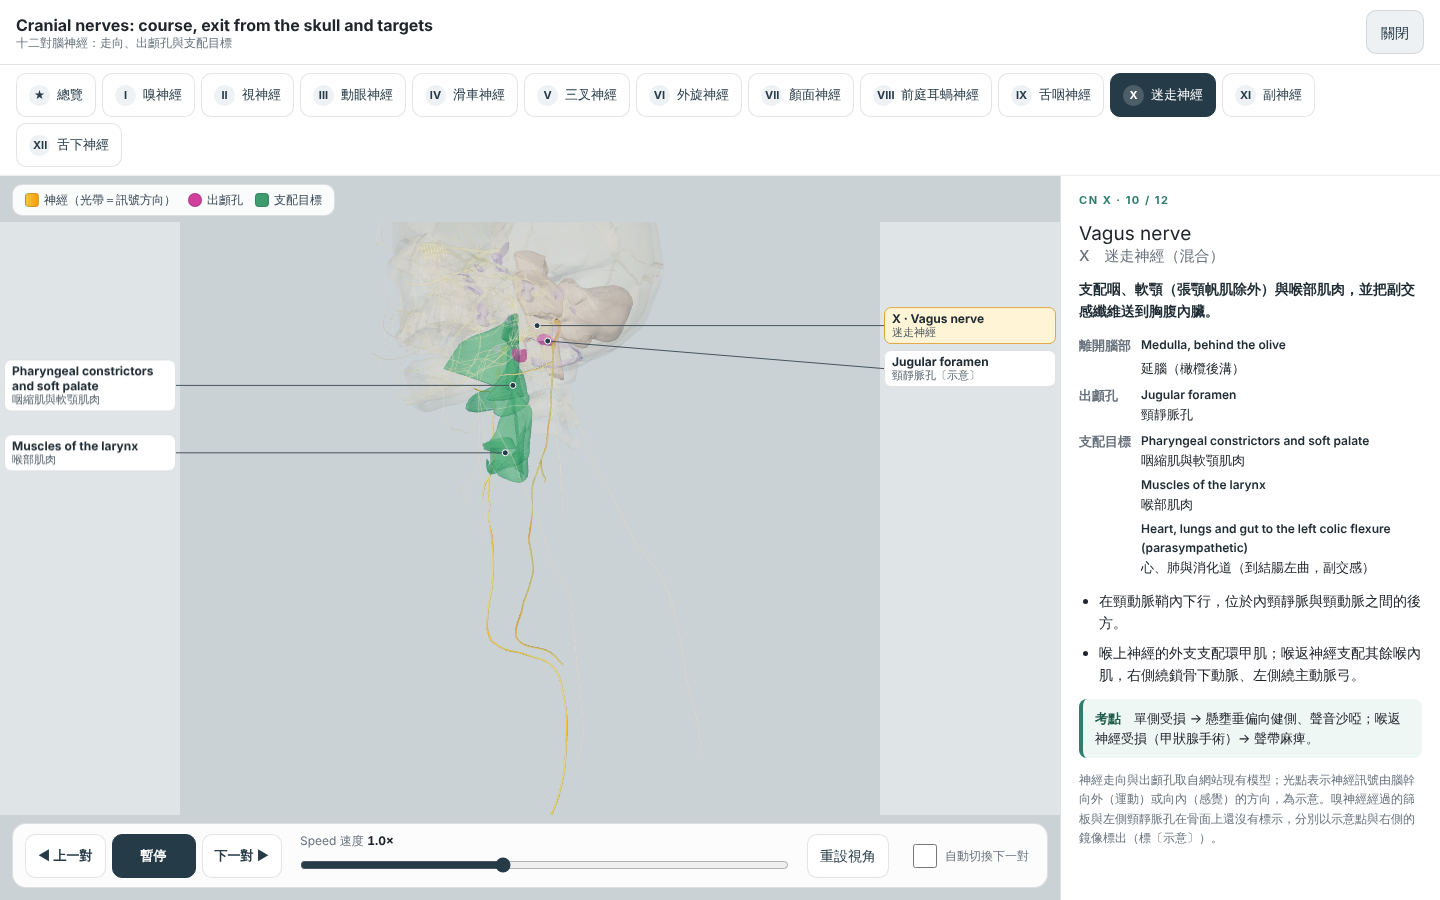 Cranial nerves: course, exit from the skull and targets
十二對腦神經：走向、出顱孔與支配目標
關閉
★ 總覽
I 嗅神經
II 視神經
III 動眼神經
IV 滑車神經
V 三叉神經
VI 外旋神經
VII 顏面神經
VIII 前庭耳蝸神經
IX 舌咽神經
X 迷走神經
XI 副神經
XII 舌下神經
神經（光帶＝訊號方向）
出顱孔
支配目標
Pharyngeal constrictors
and soft palate
咽縮肌與軟顎肌肉
Muscles of the larynx
喉部肌肉
X · Vagus nerve
迷走神經
Jugular foramen
頸靜脈孔〔示意〕
◀ 上一對
暫停
下一對 ▶
Speed 速度 1.0×
重設視角
自動切換下一對
CN X · 10 / 12
Vagus nerve
X 迷走神經（混合）
支配咽、軟顎（張顎帆肌除外）與喉部肌肉，並把副交
感纖維送到胸腹內臟。
離開腦部 Medulla, behind the olive
延腦（橄欖後溝）
出顱孔 Jugular foramen
頸靜脈孔
支配目標 Pharyngeal constrictors and soft palate
咽縮肌與軟顎肌肉
Muscles of the larynx
喉部肌肉
Heart, lungs and gut to the left colic flexure
(parasympathetic)
心、肺與消化道（到結腸左曲，副交感）
• 在頸動脈鞘內下行，位於內頸靜脈與頸動脈之間的後
方。
• 喉上神經的外支支配環甲肌；喉返神經支配其餘喉內
肌，右側繞鎖骨下動脈、左側繞主動脈弓。
考點 單側受損 → 懸壅垂偏向健側、聲音沙啞；喉返
神經受損（甲狀腺手術）→ 聲帶麻痺。
神經走向與出顱孔取自網站現有模型；光點表示神經訊號由腦幹
向外（運動）或向內（感覺）的方向，為示意。嗅神經經過的篩
板與左側頸靜脈孔在骨面上還沒有標示，分別以示意點與右側的
鏡像標出（標〔示意〕）。